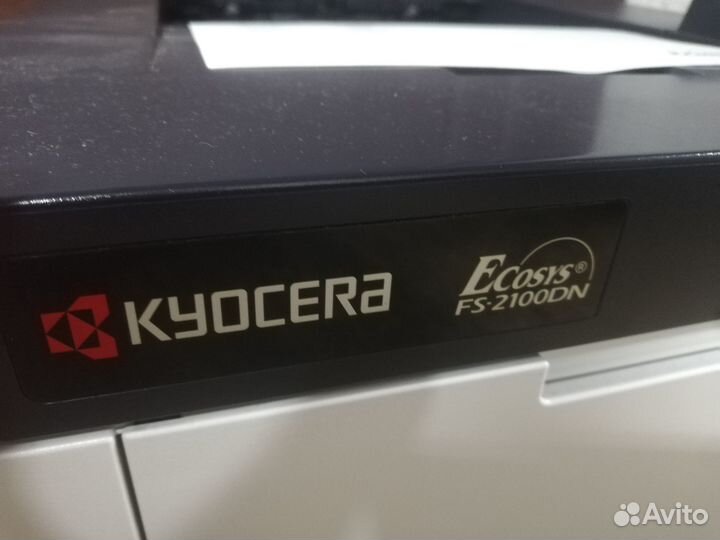 KYOCERA
ECOSYS®
FS-2100DN
Avito